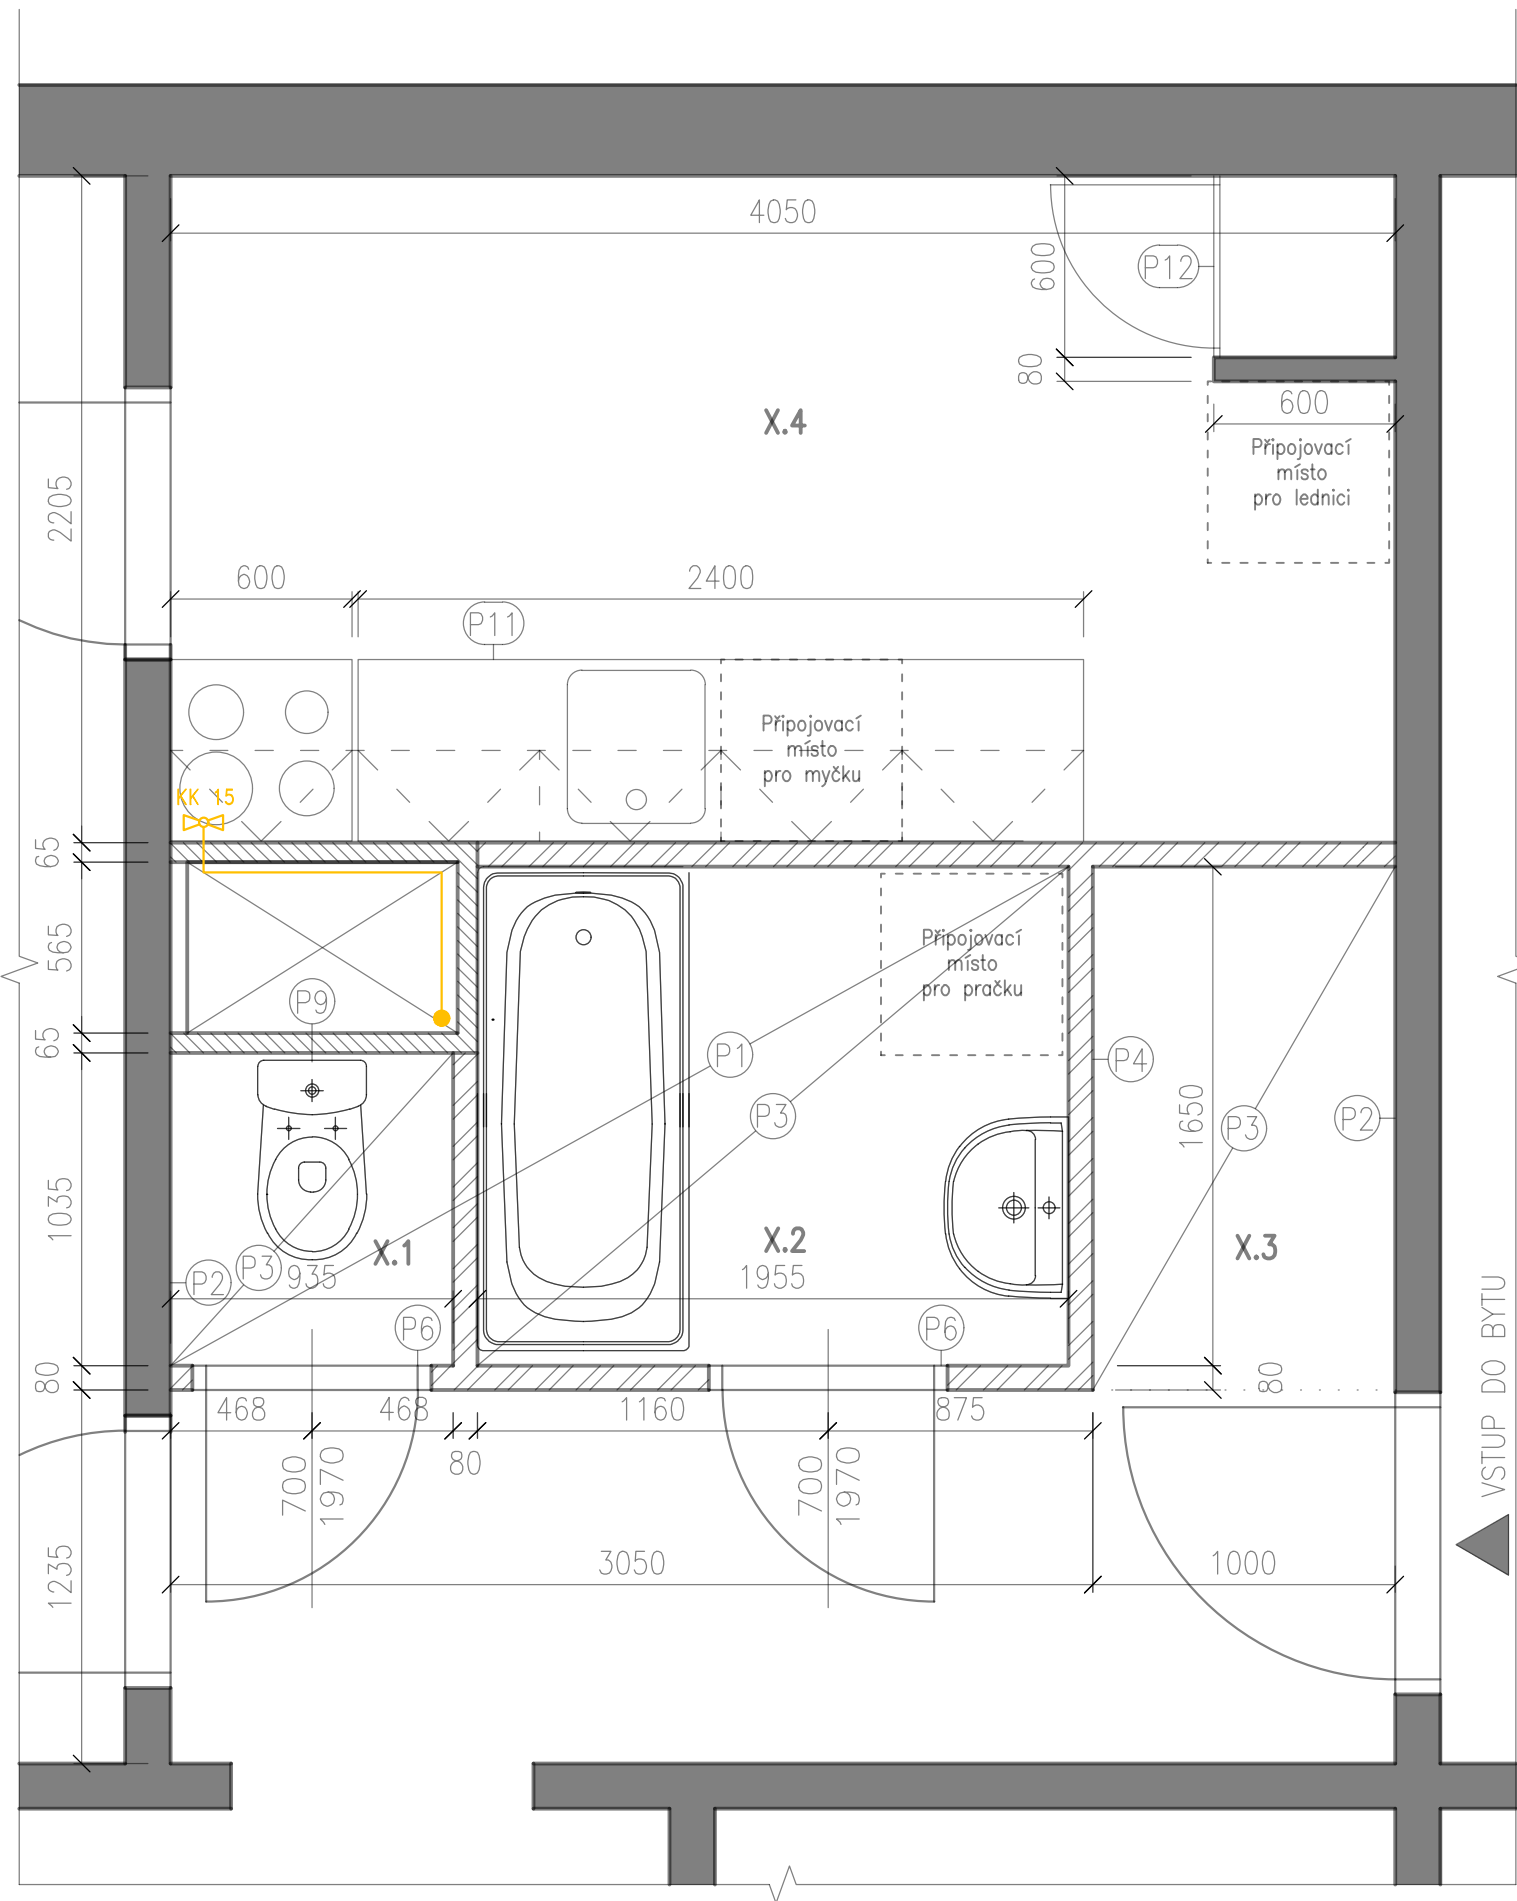 4050
600
P12
80
X.4
600
Připojovací
místo
pro lednici
2205
600
2400
P11
Připojovací
místo
pro myčku
KK 15
65
565
65
P9
Připojovací
místo
pro pračku
P1
P3
P4
1650
P3
P2
1035
X.1
X.2
X.3
P2
P3
935
1955
P6
P6
80
80
468
468
1160
875
80
700
1970
700
1970
VSTUP DO BYTU
1235
3050
1000